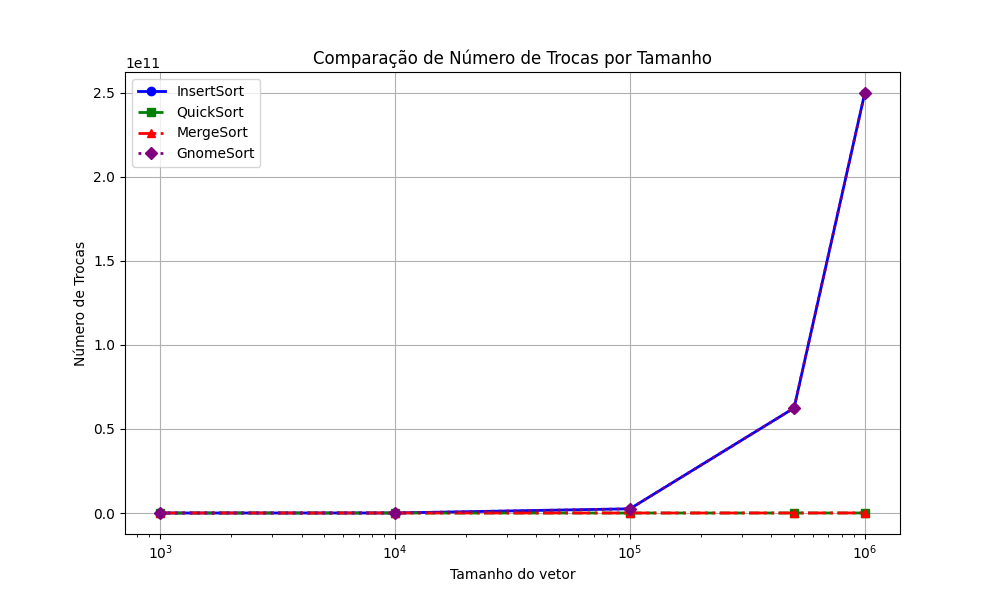 Comparação de Número de Trocas por Tamanho
1e11
InsertSort
QuickSort
MergeSort
GnomeSort
2.5
2.0
1.5
1.0
0.5
0.0
Número de Trocas
10³
10⁴
10⁵
10⁶
Tamanho do vetor